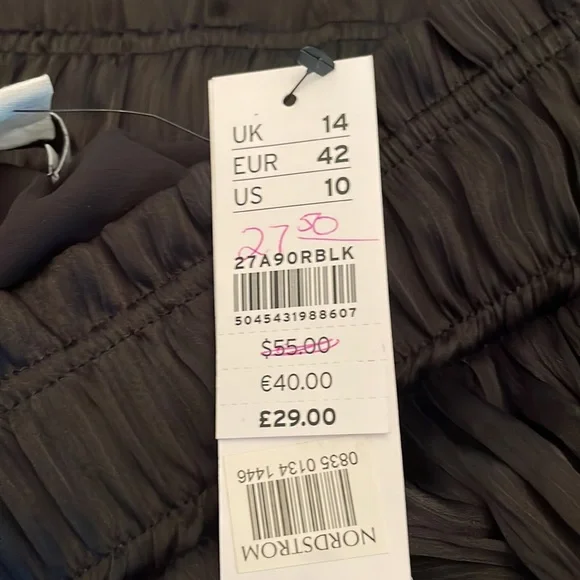 UK 14
EUR 42
US 10
27 50
27A90RBLK
5045431988607
$55.00
€40.00
£29.00
NORDSTROM
0835 0134 1446